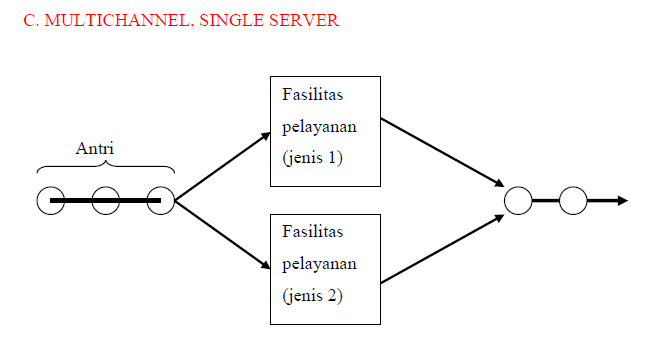 C. MULTICHANNEL, SINGLE SERVER
Antri
Fasilitas
pelayanan
(jenis 1)
Fasilitas
pelayanan
(jenis 2)